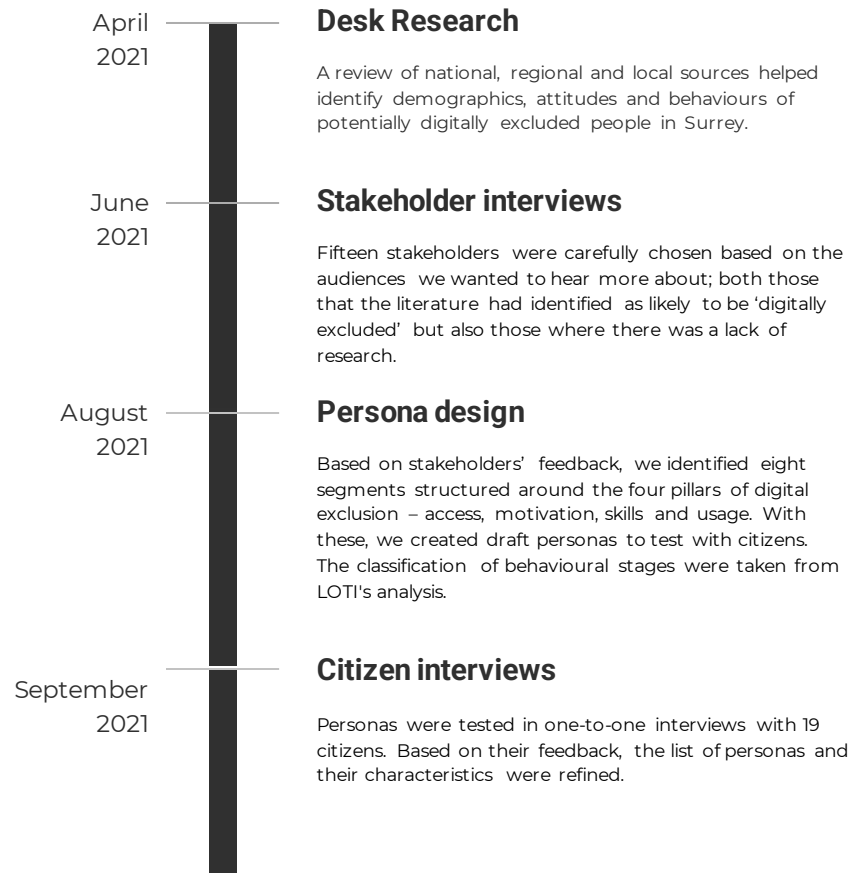 April
2021
Desk Research
A review of national, regional and local sources helped
identify demographics, attitudes and behaviours of
potentially digitally excluded people in Surrey.
June
2021
Stakeholder interviews
Fifteen stakeholders were carefully chosen based on the
audiences we wanted to hear more about; both those
that the literature had identified as likely to be ‘digitally
excluded’ but also those where there was a lack of
research.
August
2021
Persona design
Based on stakeholders’ feedback, we identified eight
segments structured around the four pillars of digital
exclusion – access, motivation, skills and usage. With
these, we created draft personas to test with citizens.
The classification of behavioural stages were taken from
LOTI's analysis.
September
2021
Citizen interviews
Personas were tested in one-to-one interviews with 19
citizens. Based on their feedback, the list of personas and
their characteristics were refined.